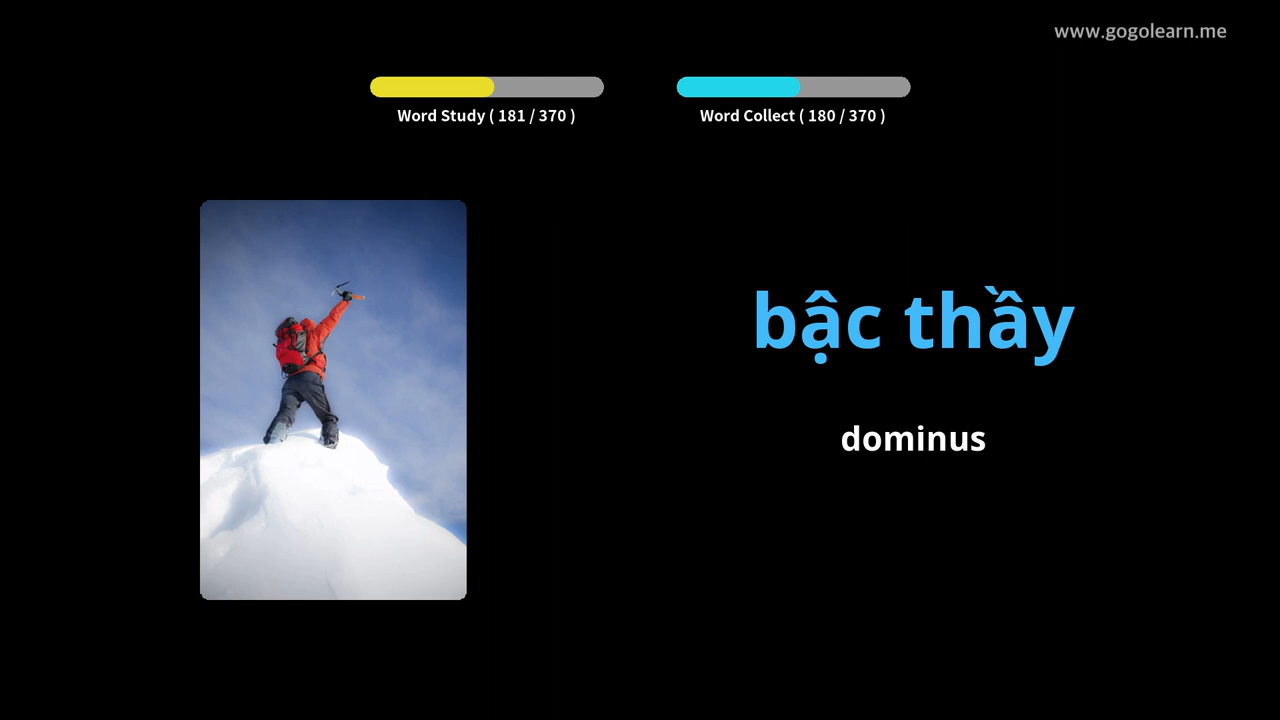 www.gogolearn.me
Word Study ( 181 / 370 )
Word Collect ( 180 / 370 )
bậc thầy
dominus